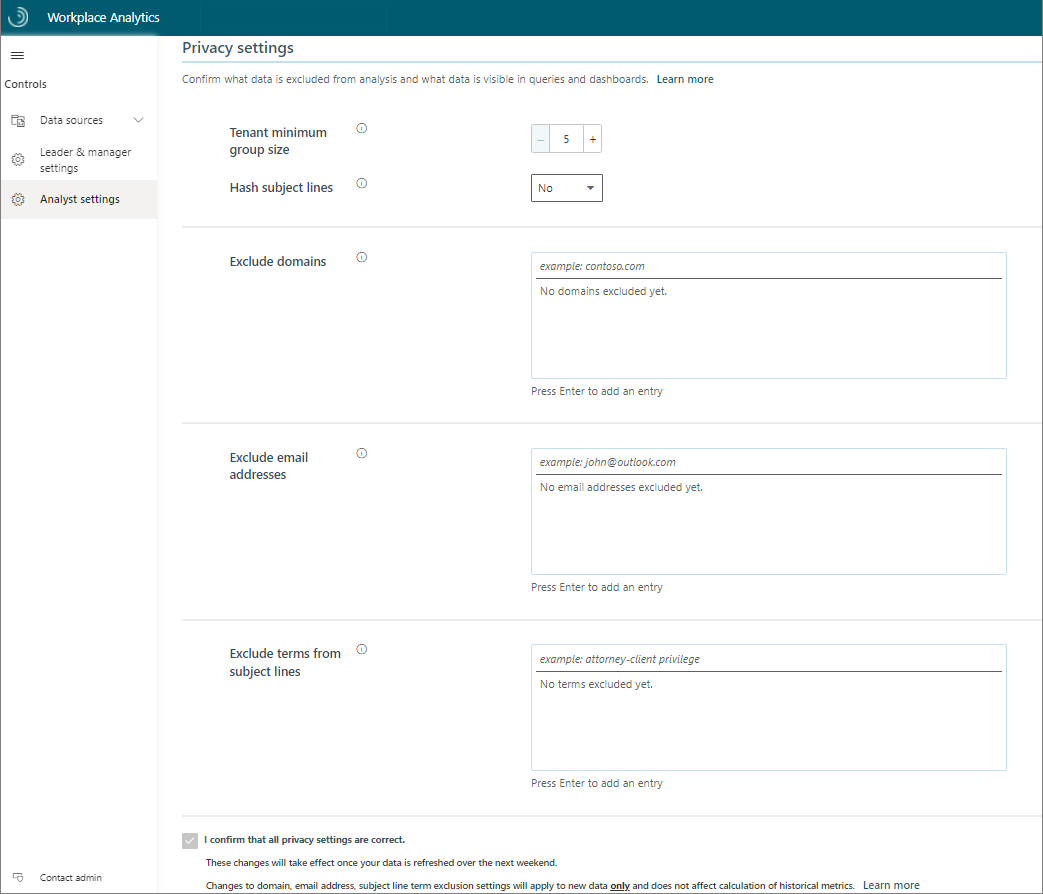 Workplace Analytics
Controls
Data sources
Leader & manager
settings
Analyst settings
Contact admin
Privacy settings
Confirm what data is excluded from analysis and what data is visible in queries and dashboards. Learn more
Tenant minimum
group size
– 5 +
Hash subject lines
No
Exclude domains
example: contoso.com
No domains excluded yet.
Press Enter to add an entry
Exclude email
addresses
example: john@outlook.com
No email addresses excluded yet.
Press Enter to add an entry
Exclude terms from
subject lines
example: attorney-client privilege
No terms excluded yet.
Press Enter to add an entry
I confirm that all privacy settings are correct.
These changes will take effect once your data is refreshed over the next weekend.
Changes to domain, email address, subject line term exclusion settings will apply to new data only and does not affect calculation of historical metrics. Learn more